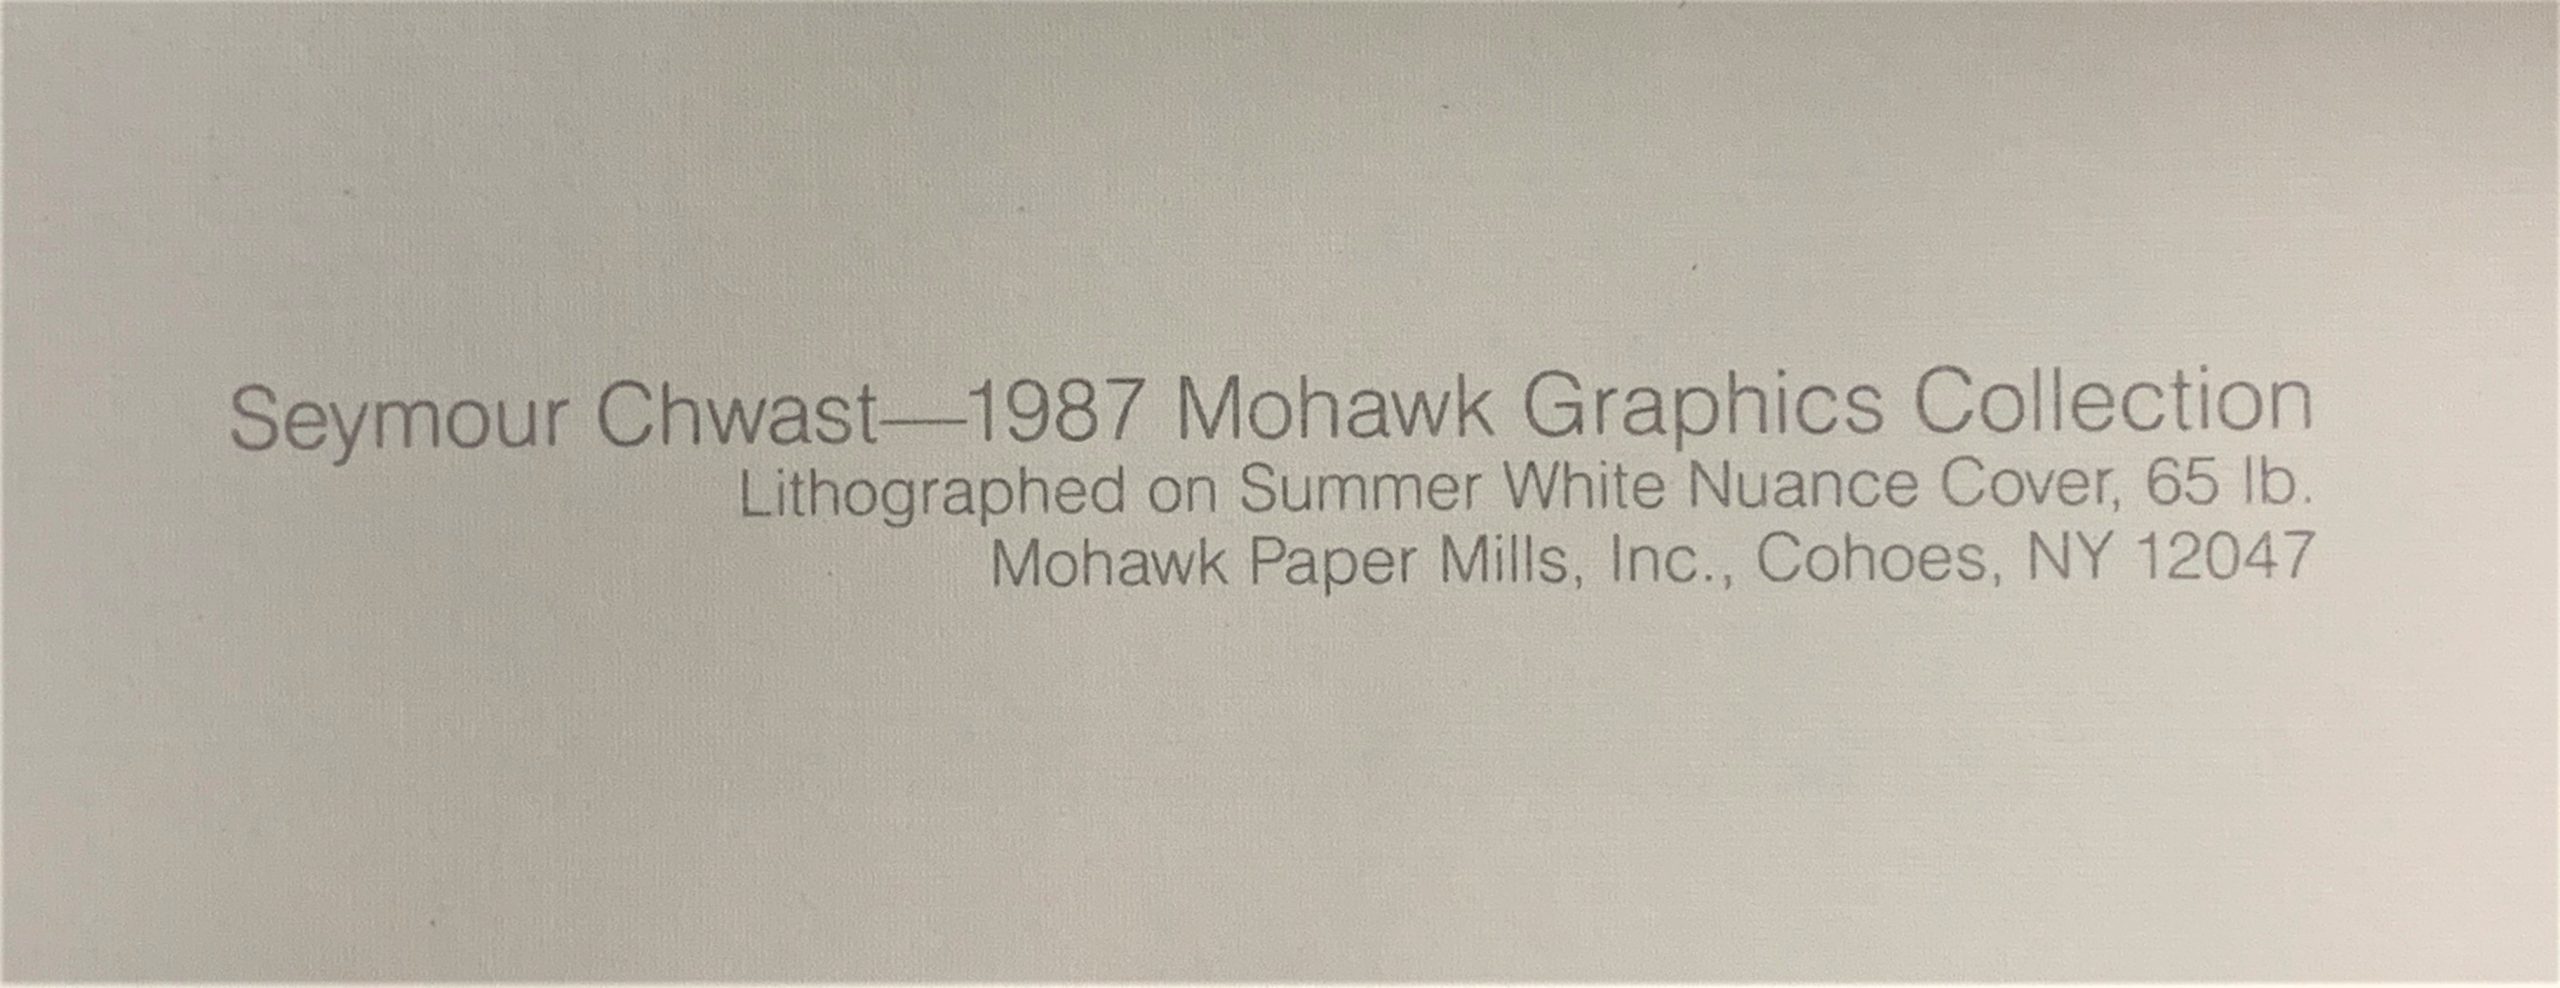 Seymour Chwast—1987 Mohawk Graphics Collection
Lithographed on Summer White Nuance Cover, 65 lb.
Mohawk Paper Mills, Inc., Cohoes, NY 12047